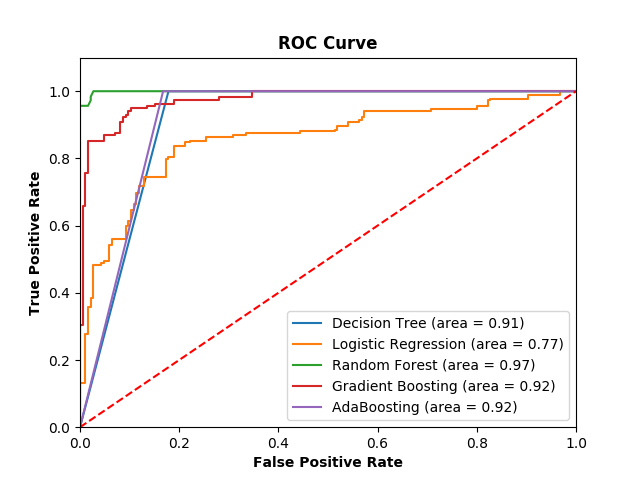 ROC Curve
1.0
0.8
0.6
0.4
0.2
0.0
True Positive Rate
Decision Tree (area = 0.91)
Logistic Regression (area = 0.77)
Random Forest (area = 0.97)
Gradient Boosting (area = 0.92)
AdaBoosting (area = 0.92)
0.0 0.2 0.4 0.6 0.8 1.0
False Positive Rate